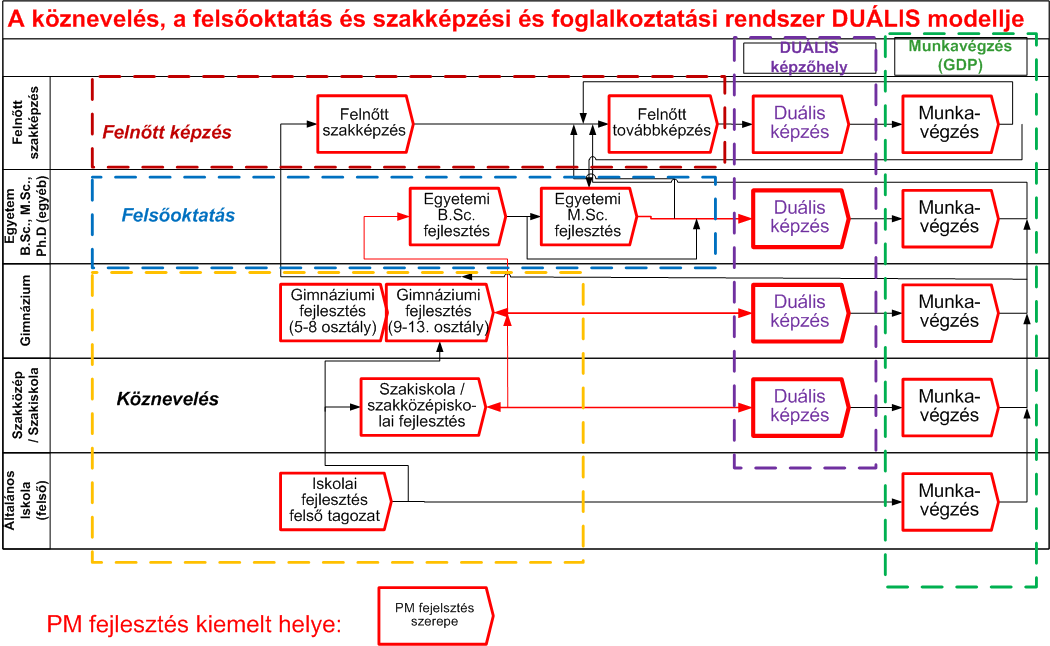 A köznevelés, a felsőoktatás és szakképzési és foglalkoztatási rendszer DUÁLIS modellje
DUÁLIS
képzőhely
Munkavégzés
(GDP)
Felnőtt
szakképzés
Felnőtt képzés
Felnőtt
szakképzés
Felnőtt
továbbképzés
Duális
képzés
Munka-
végzés
Egyetemi
B.Sc., M.Sc.,
Ph.D (egyéb)
Felsőoktatás
Egyetemi
B.Sc.
fejlesztés
Egyetemi
M.Sc.
fejlesztés
Duális
képzés
Munka-
végzés
Gimnázium
Gimnáziumi
fejlesztés
(5-8 osztály)
Gimnáziumi
fejlesztés
(9-13. osztály)
Duális
képzés
Munka-
végzés
Szakközép
/ Szakiskola
Köznevelés
Szakiskola /
szakközépisko-
lai fejlesztés
Duális
képzés
Munka-
végzés
Általános
Iskola
(felső)
Iskolai
fejlesztés
felső tagozat
Munka-
végzés
PM fejlesztés kiemelt helye:
PM fejelsztés
szerepe